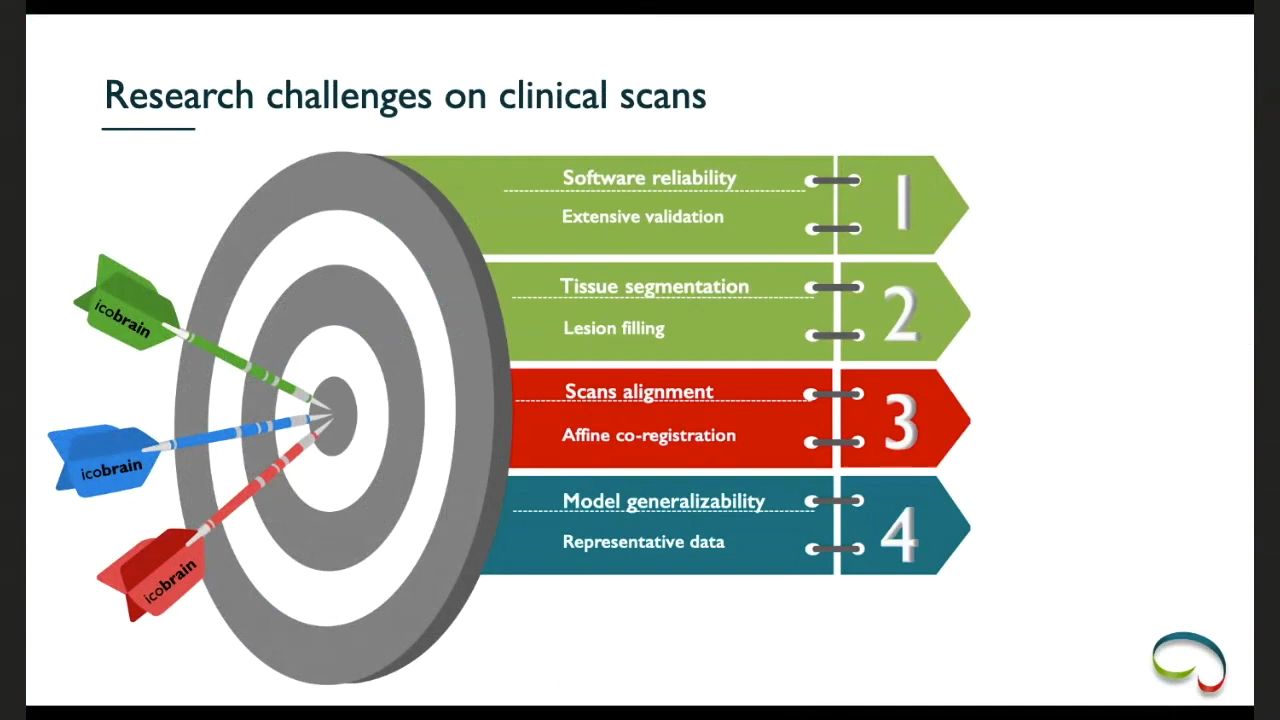 Research challenges on clinical scans
Software reliability
Extensive validation
1
Tissue segmentation
Lesion filling
2
Scans alignment
Affine co-registration
3
Model generalizability
Representative data
4
icobrain
icobrain
icobrain